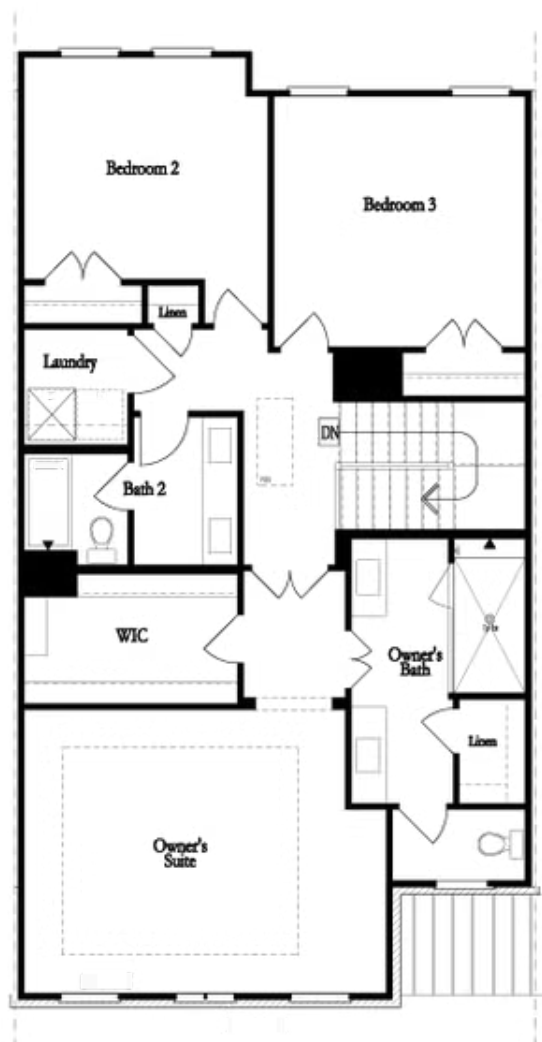 Bedroom 2
Bedroom 3
Linen
Laundry
DN
Bath 2
WIC
Owner's
Bath
Linen
Owner's
Suite